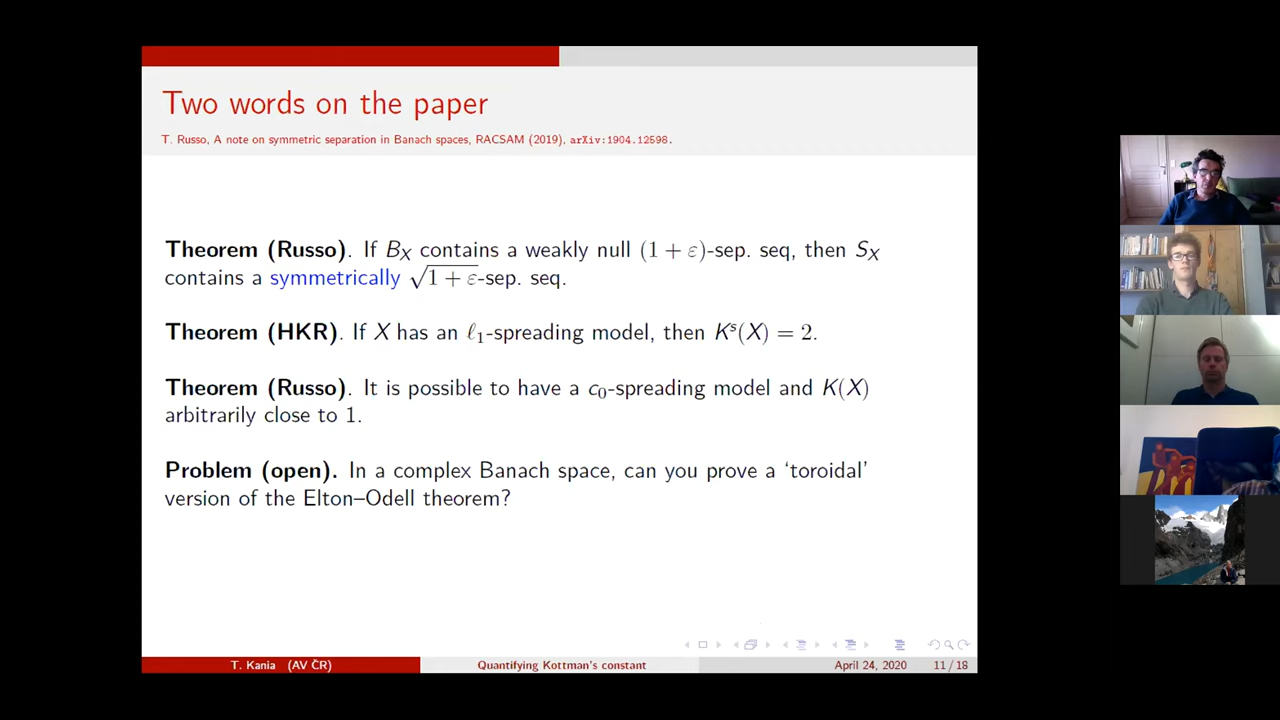 Two words on the paper
T. Russo, A note on symmetric separation in Banach spaces, RACSAM (2019), arXiv:1904.12598.
Theorem (Russo). If B_X contains a weakly null (1 + ε)-sep. seq, then S_X
contains a symmetrically √(1 + ε)-sep. seq.
Theorem (HKR). If X has an ℓ₁-spreading model, then Kˢ(X) = 2.
Theorem (Russo). It is possible to have a c₀-spreading model and K(X)
arbitrarily close to 1.
Problem (open). In a complex Banach space, can you prove a ‘toroidal’
version of the Elton–Odell theorem?
T. Kania (AV ČR) Quantifying Kottman's constant April 24, 2020 11 / 18